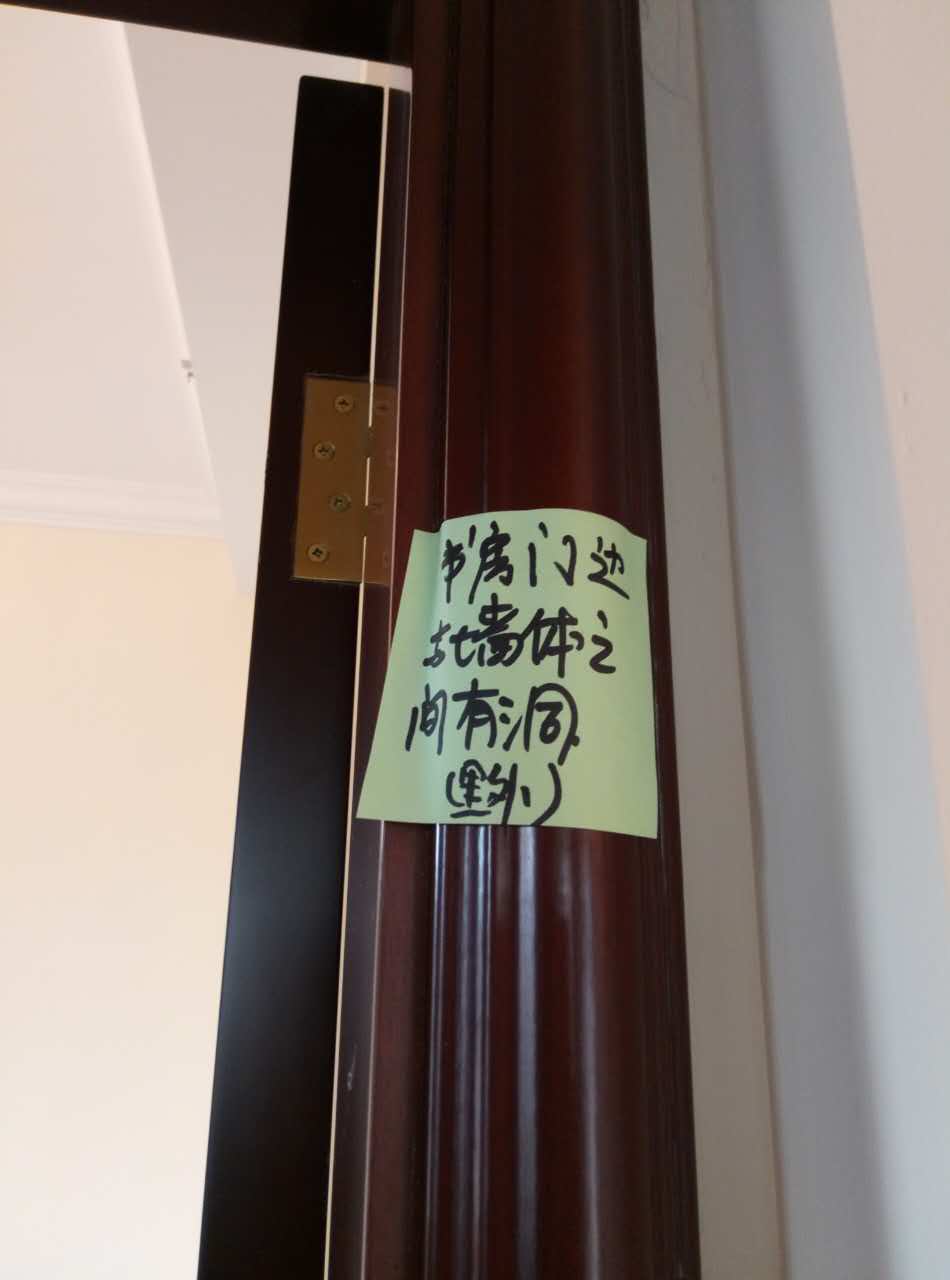 书房门边
与墙体之
间有洞
(里外)